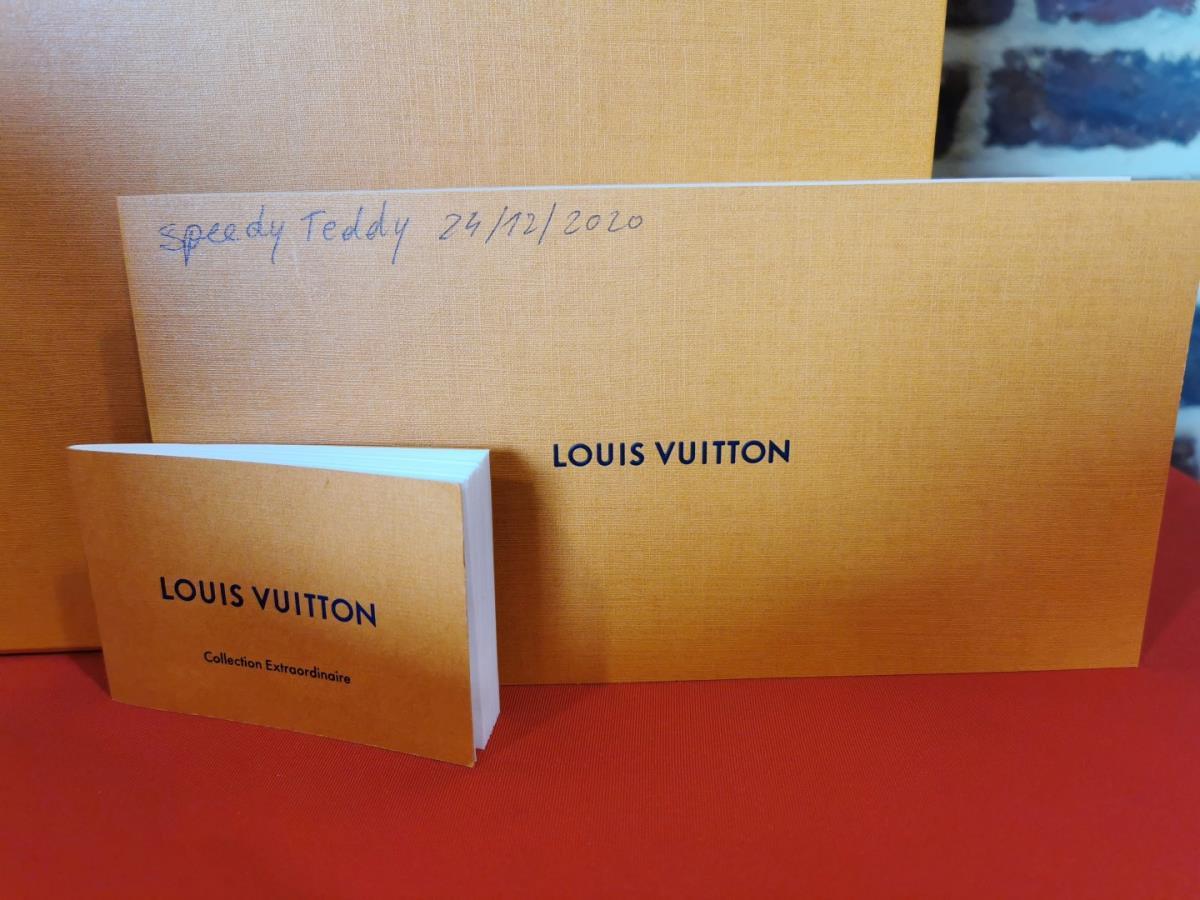 speedy Teddy 24/12/2020
LOUIS VUITTON
LOUIS VUITTON
Collection Extraordinaire